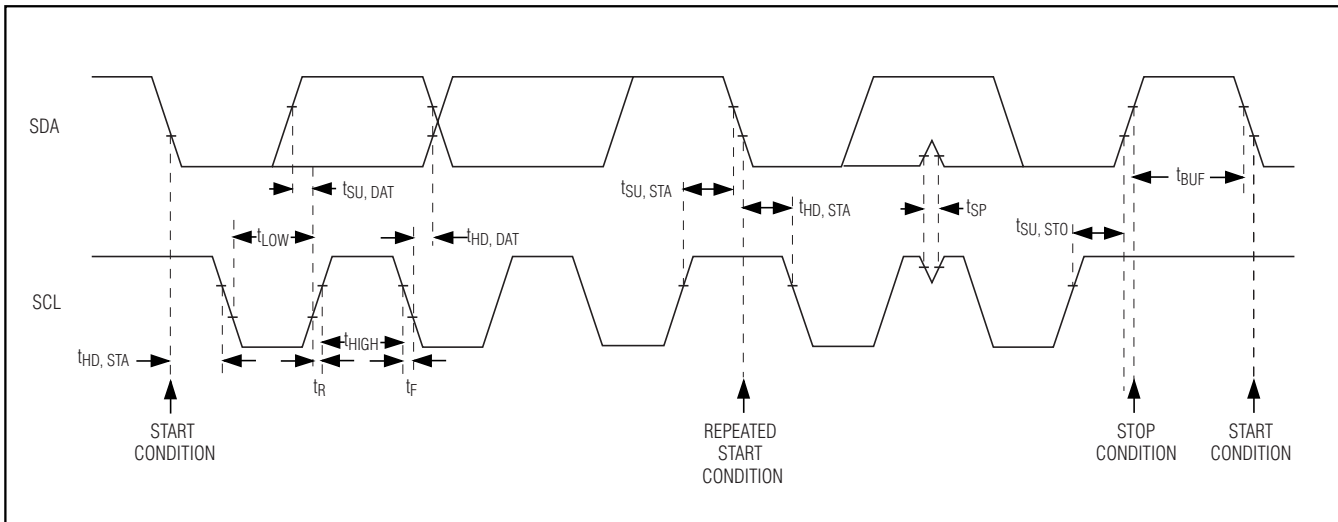 SDA
tSU, DAT
tSU, STA
tHD, STA
tSP
tBUF
tSU, STO
tLOW
tHD, DAT
SCL
tHIGH
tHD, STA
tR
tF
START
CONDITION
REPEATED
START
CONDITION
STOP
CONDITION
START
CONDITION